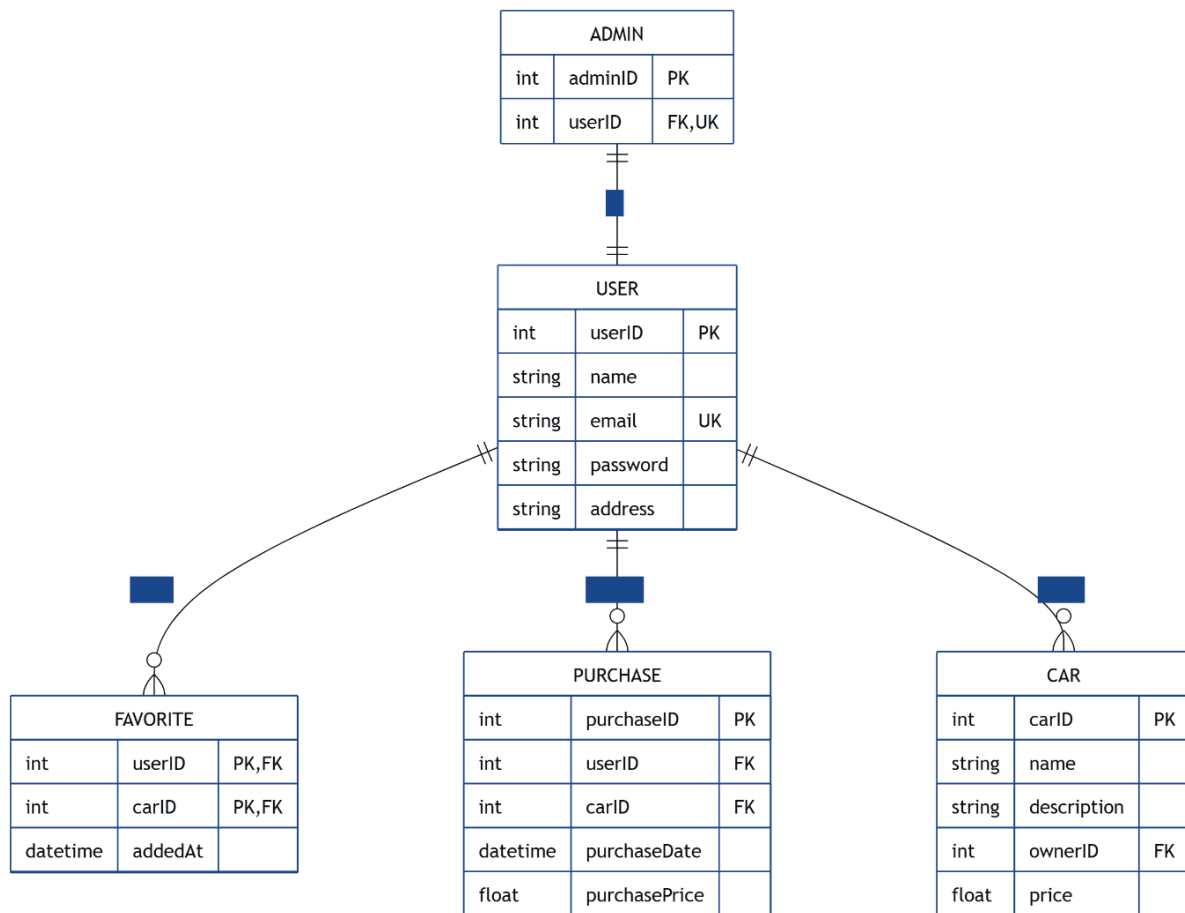 ADMIN
int adminID PK
int userID FK,UK
USER
int userID PK
string name
string email UK
string password
string address
FAVORITE
int userID PK,FK
int carID PK,FK
datetime addedAt
PURCHASE
int purchaseID PK
int userID FK
int carID FK
datetime purchaseDate
float purchasePrice
CAR
int carID PK
string name
string description
int ownerID FK
float price